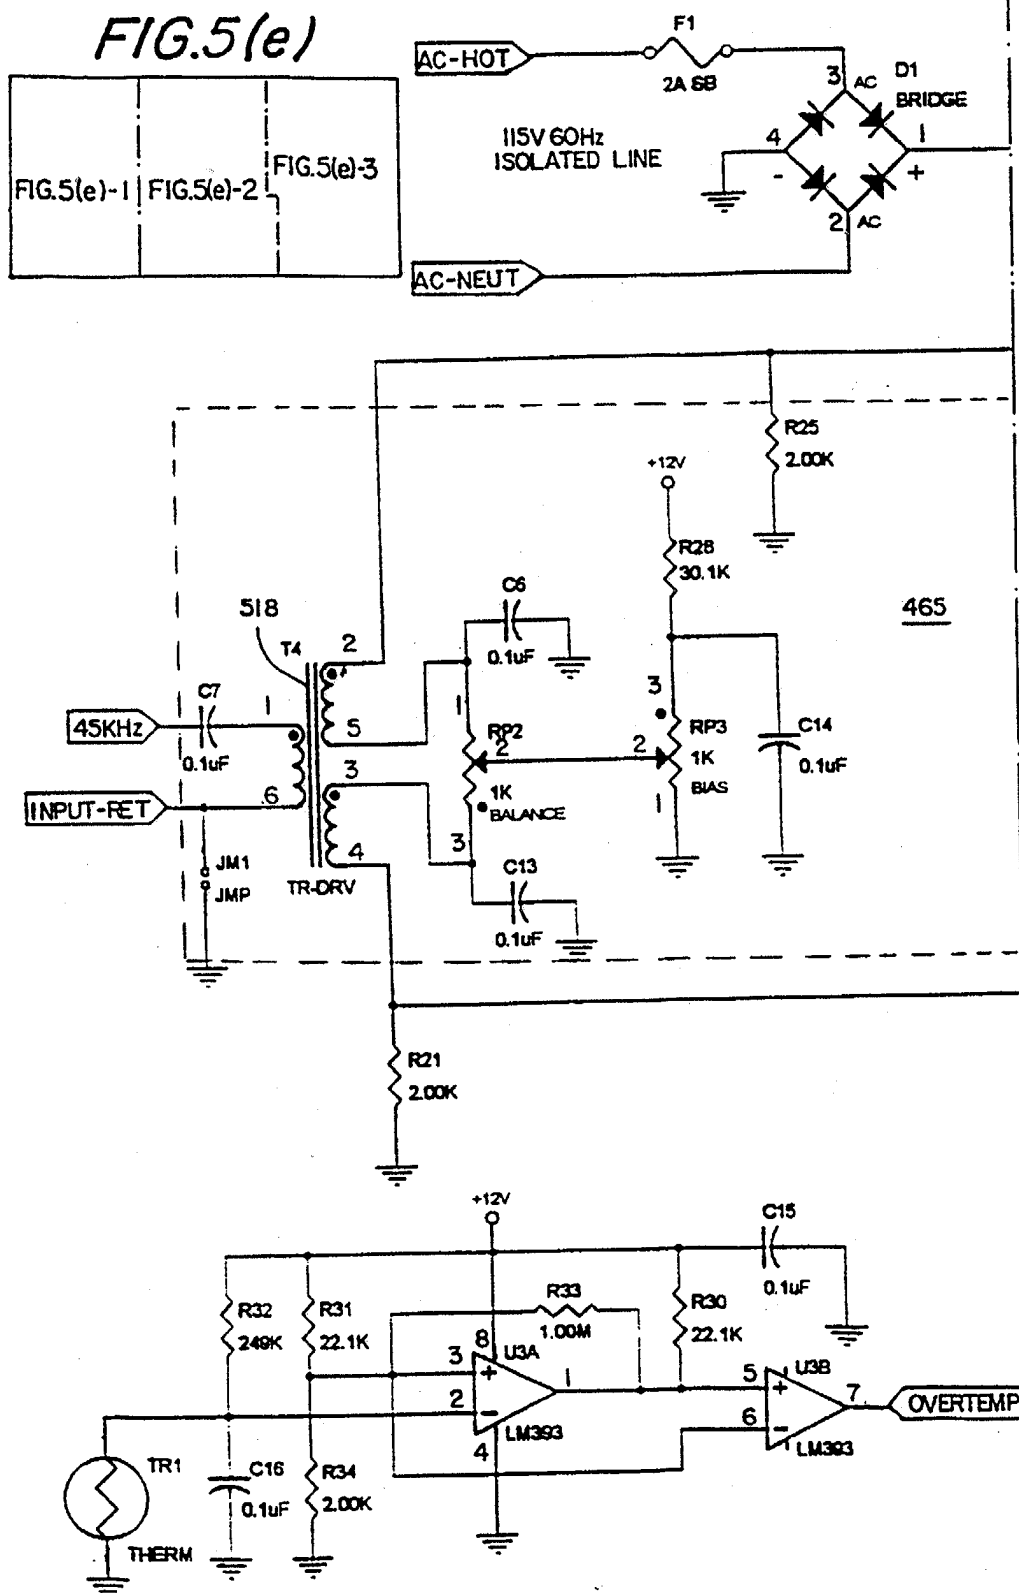 FIG.5(e)
FIG.5(e)-1
FIG.5(e)-2
FIG.5(e)-3
AC-HOT
F1
2A SB
3
AC
D1
BRIDGE
115V 60Hz
ISOLATED LINE
4
-
1
+
2
AC
AC-NEUT
R25
2.00K
+12V
R28
30.1K
465
C6
0.1uF
518
T4
2
C7
1
45KHz
0.1uF
5
1
RP2
2
2
3
RP3
1K
BIAS
1
C14
0.1uF
3
1K
BALANCE
INPUT-RET
6
3
4
JM1
JMP
TR-DRV
C13
0.1uF
R21
2.00K
+12V
C15
0.1uF
R32
249K
R31
22.1K
R33
1.00M
R30
22.1K
8
U3A
3
+
1
2
-
LM393
4
U3B
5
+
7
6
-
LM393
OVERTEMP
TR1
C16
0.1uF
R34
2.00K
THERM